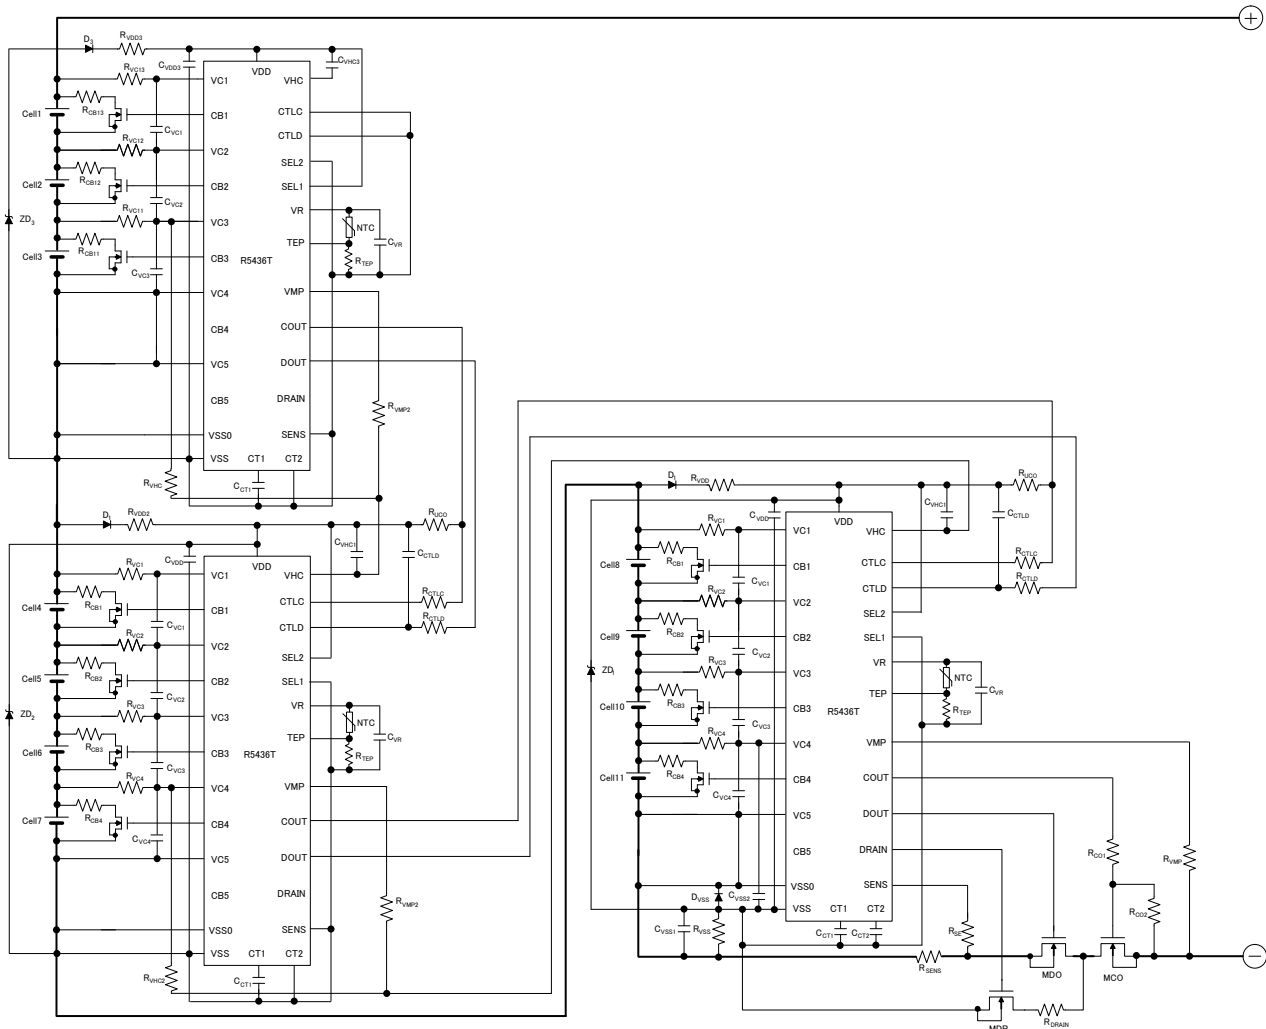 +
D3
RVDD3
CVDD3
CVHC3
VDD
VC1
VHC
RVC13
RCB13
Cell1
CB1
CTLC
CVC1
CTLD
RVC12
VC2
SEL2
RCB12
Cell2
CB2
SEL1
CVC2
VR
ZD3
RVC11
VC3
NTC
CVR
TEP
RCB11
Cell3
CB3
R5436T
RTEP
CVC3
VC4
VMP
CB4
COUT
VC5
DOUT
CB5
DRAIN
RVMP2
VSS0
SENS
VSS
CT1
CT2
RVHC
CCT1
D1
RVDD2
CVDD
CVHC1
RUCO
CCTLD
VDD
VC1
VHC
RVC1
RCB1
Cell4
CB1
CTLC
RCTLC
CVC1
CTLD
RCTLD
RVC2
VC2
SEL2
RCB2
Cell5
CB2
SEL1
CVC2
VR
ZD2
RVC3
VC3
NTC
CVR
TEP
RCB3
Cell6
CB3
R5436T
RTEP
CVC3
RVC4
VC4
VMP
RCB4
Cell7
CB4
COUT
CVC4
VC5
DOUT
CB5
DRAIN
RVMP2
VSS0
SENS
VSS
CT1
CT2
RVHC2
CCT1
D1
RVDD
CVDD
CVHC1
RUCO
CCTLD
VDD
VC1
VHC
RVC1
RCB1
Cell8
CB1
CTLC
RCTLC
CVC1
CTLD
RCTLD
RVC2
VC2
SEL2
RCB2
Cell9
CB2
SEL1
CVC2
VR
ZD1
RVC3
VC3
NTC
CVR
TEP
RCB3
Cell10
CB3
R5436T
RTEP
CVC3
RVC4
VC4
VMP
RCB4
Cell11
CB4
COUT
CVC4
VC5
DOUT
CB5
DRAIN
RCO1
RVMP
VSS0
SENS
DVSS
CVSS2
VSS
CT1
CT2
RCO2
CVSS1
RVSS
CCT1
CCT2
RSE
RSENS
MDO
MCO
−
MDR
RDRAIN